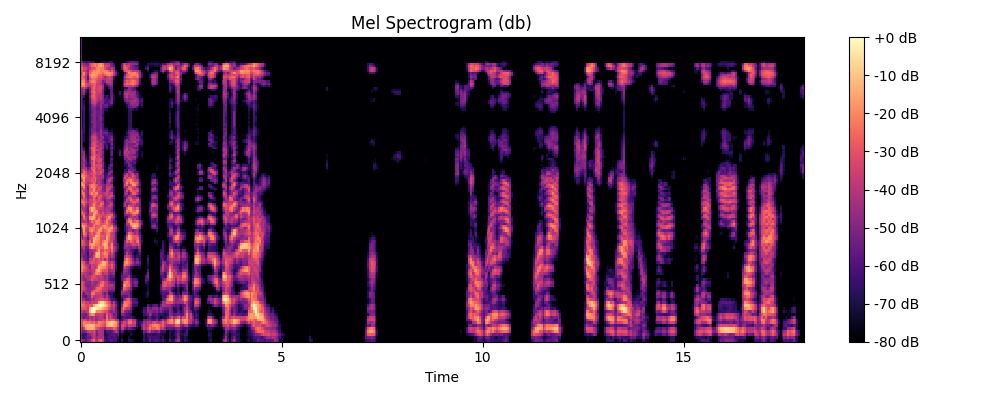 Mel Spectrogram (db)
8192
4096
2048
1024
512
0
Hz
0 5 10 15
Time
+0 dB
-10 dB
-20 dB
-30 dB
-40 dB
-50 dB
-60 dB
-70 dB
-80 dB